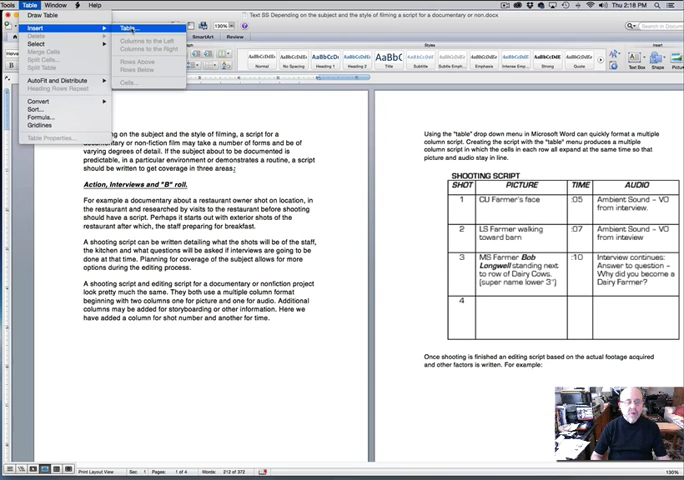 Tools Table Window Help
Thu 2:18 PM
Text SS Depending on the subject and the style of filming a script for a documentary or non.docx
Draw Table
Insert
Delete
Select
Merge Cells
Split Cells...
Split Table
AutoFit and Distribute
Heading Rows Repeat
Convert
Sort...
Formula...
Gridlines
Table Properties...
Table...
Columns to the Left
Columns to the Right
Rows Above
Rows Below
Cells...
130%
SmartArt Review
Styles
Insert
AaBbCcDdEe AaBbCcDc AaBbCcDd
Normal Heading 1 Heading 2 Title Subtitle Subtle Emph... Emphasis Intense Emp... Strong
Text Box Shape
on the subject and the style of filming, a script for a
documentary or non-fiction film may take a number of forms and be of
varying degrees of detail. If the subject about to be documented is
predictable, in a particular environment or demonstrates a routine, a script
should be written to get coverage in three areas;
Action, Interviews and "B" roll.
For example a documentary about a restaurant owner shot on location, in
the restaurant and researched by visits to the restaurant before shooting
should have a script. Perhaps it starts out with exterior shots of the
restaurant after which, the staff preparing for breakfast.
A shooting script can be written detailing what the shots will be of the staff,
the kitchen and what questions will be asked if interviews are going to be
done at that time. Planning for coverage of the subject allows for more
options during the editing process.
A shooting script and editing script for a documentary or nonfiction project
look pretty much the same. They both use a multiple column format
beginning with two columns one for picture and one for audio. Additional
columns may be added for storyboarding or other information. Here we
have added a column for shot number and another for time.
Using the "table" drop down menu in Microsoft Word can quickly format a multiple
column script. Creating the script with the "table" menu produces a multiple
column script in which the cells in each row all expand at the same time so that
picture and audio stay in line.
SHOOTING SCRIPT
SHOT PICTURE TIME AUDIO
1 CU Farmer's face :05 Ambient Sound – VO
from interview.
2 LS Farmer walking :07 Ambient Sound – VO
toward barn from inteview
3 MS Farmer Bob :10 Interview continues:
Longwell standing next Answer to question –
to row of Dairy Cows. Why did you become a
(super name lower 3") Dairy Farmer?
4
Once shooting is finished an editing script based on the actual footage acquired
and other factors is written. For example:
Print Layout View Sec: 1 Pages: 1 of 4 Words: 212 of 372
130%